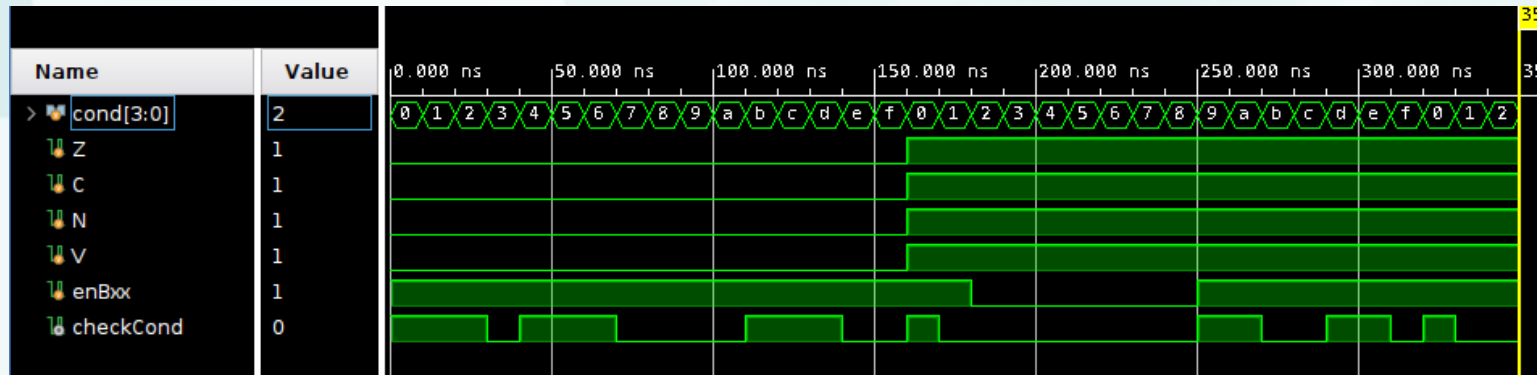 35
Name Value 0.000 ns 50.000 ns 100.000 ns 150.000 ns 200.000 ns 250.000 ns 300.000 ns 35
> cond[3:0] 2 0 1 2 3 4 5 6 7 8 9 a b c d e f 0 1 2 3 4 5 6 7 8 9 a b c d e f 0 1 2
Z 1
C 1
N 1
V 1
enBxx 1
checkCond 0